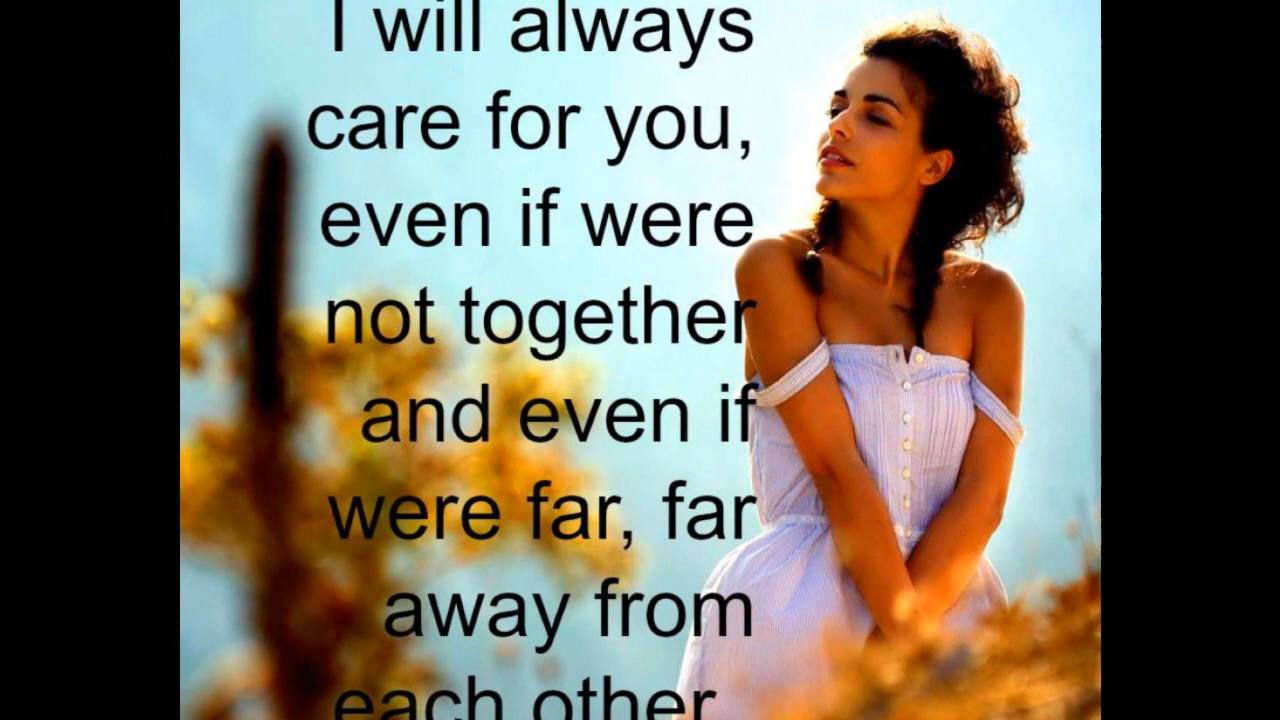 I will always
care for you,
even if were
not together
and even if
were far, far
away from
each other